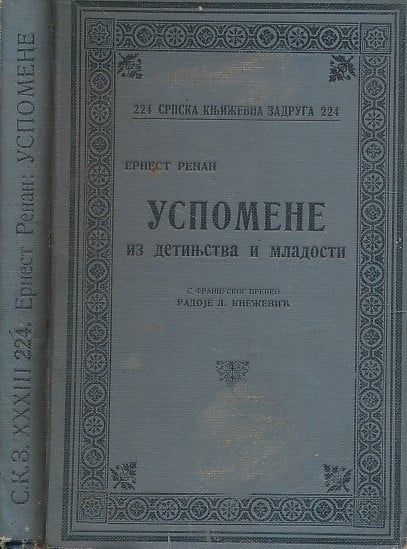 С.К.З. XXXIII 224. Ернест Ренан: УСПОМЕНЕ
224 СРПСКА КЊИЖЕВНА ЗАДРУГА 224
ЕРНЕСТ РЕНАН
УСПОМЕНЕ
ИЗ ДЕТИЊСТВА И МЛАДОСТИ
С ФРАНЦУСКОГ ПРЕВЕО
РАДОЈЕ Л. КНЕЖЕВИЋ